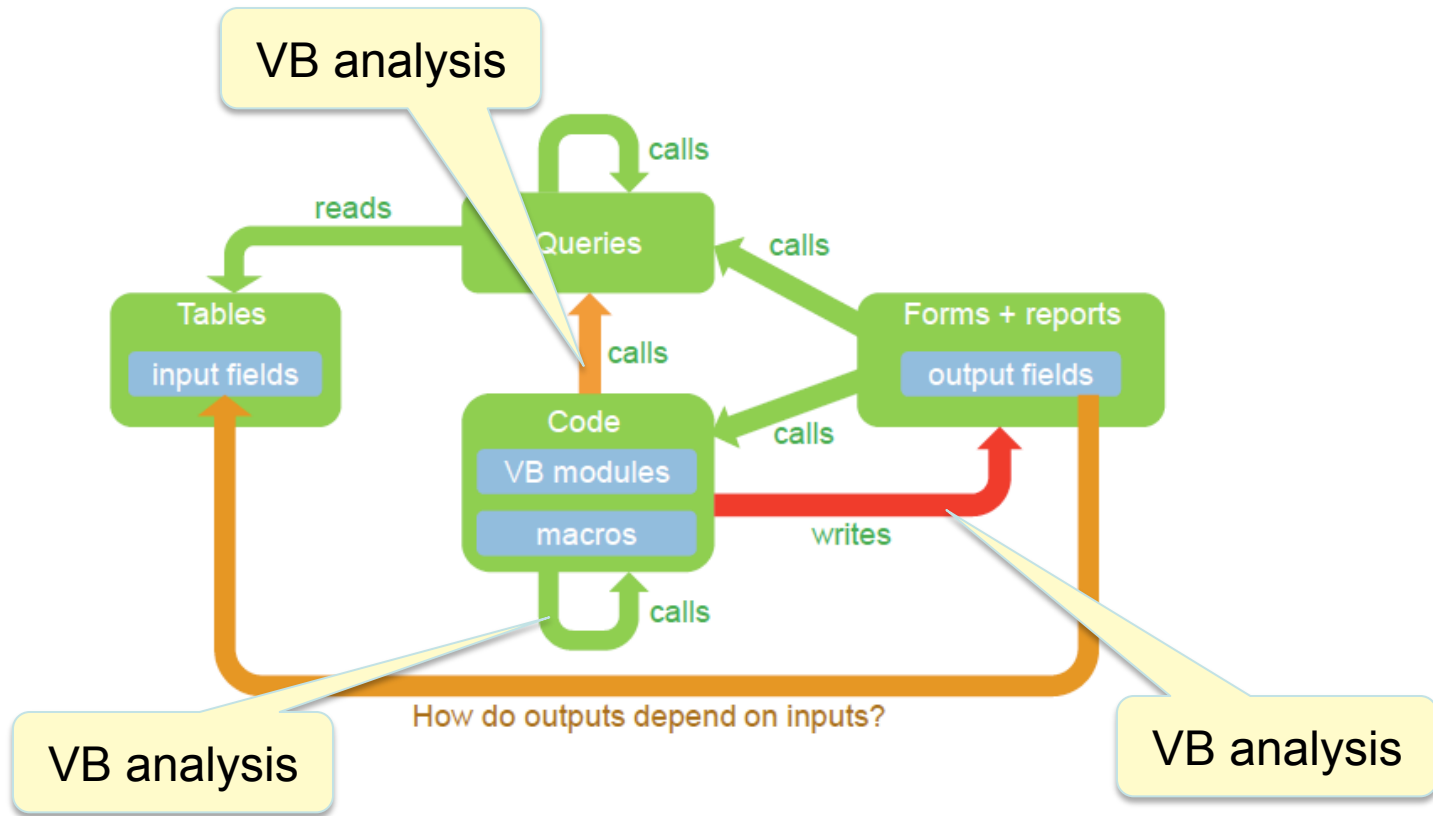 VB analysis
calls
reads
Queries
calls
Tables
Forms + reports
input fields
calls
output fields
Code
calls
VB modules
macros
writes
calls
How do outputs depend on inputs?
VB analysis
VB analysis